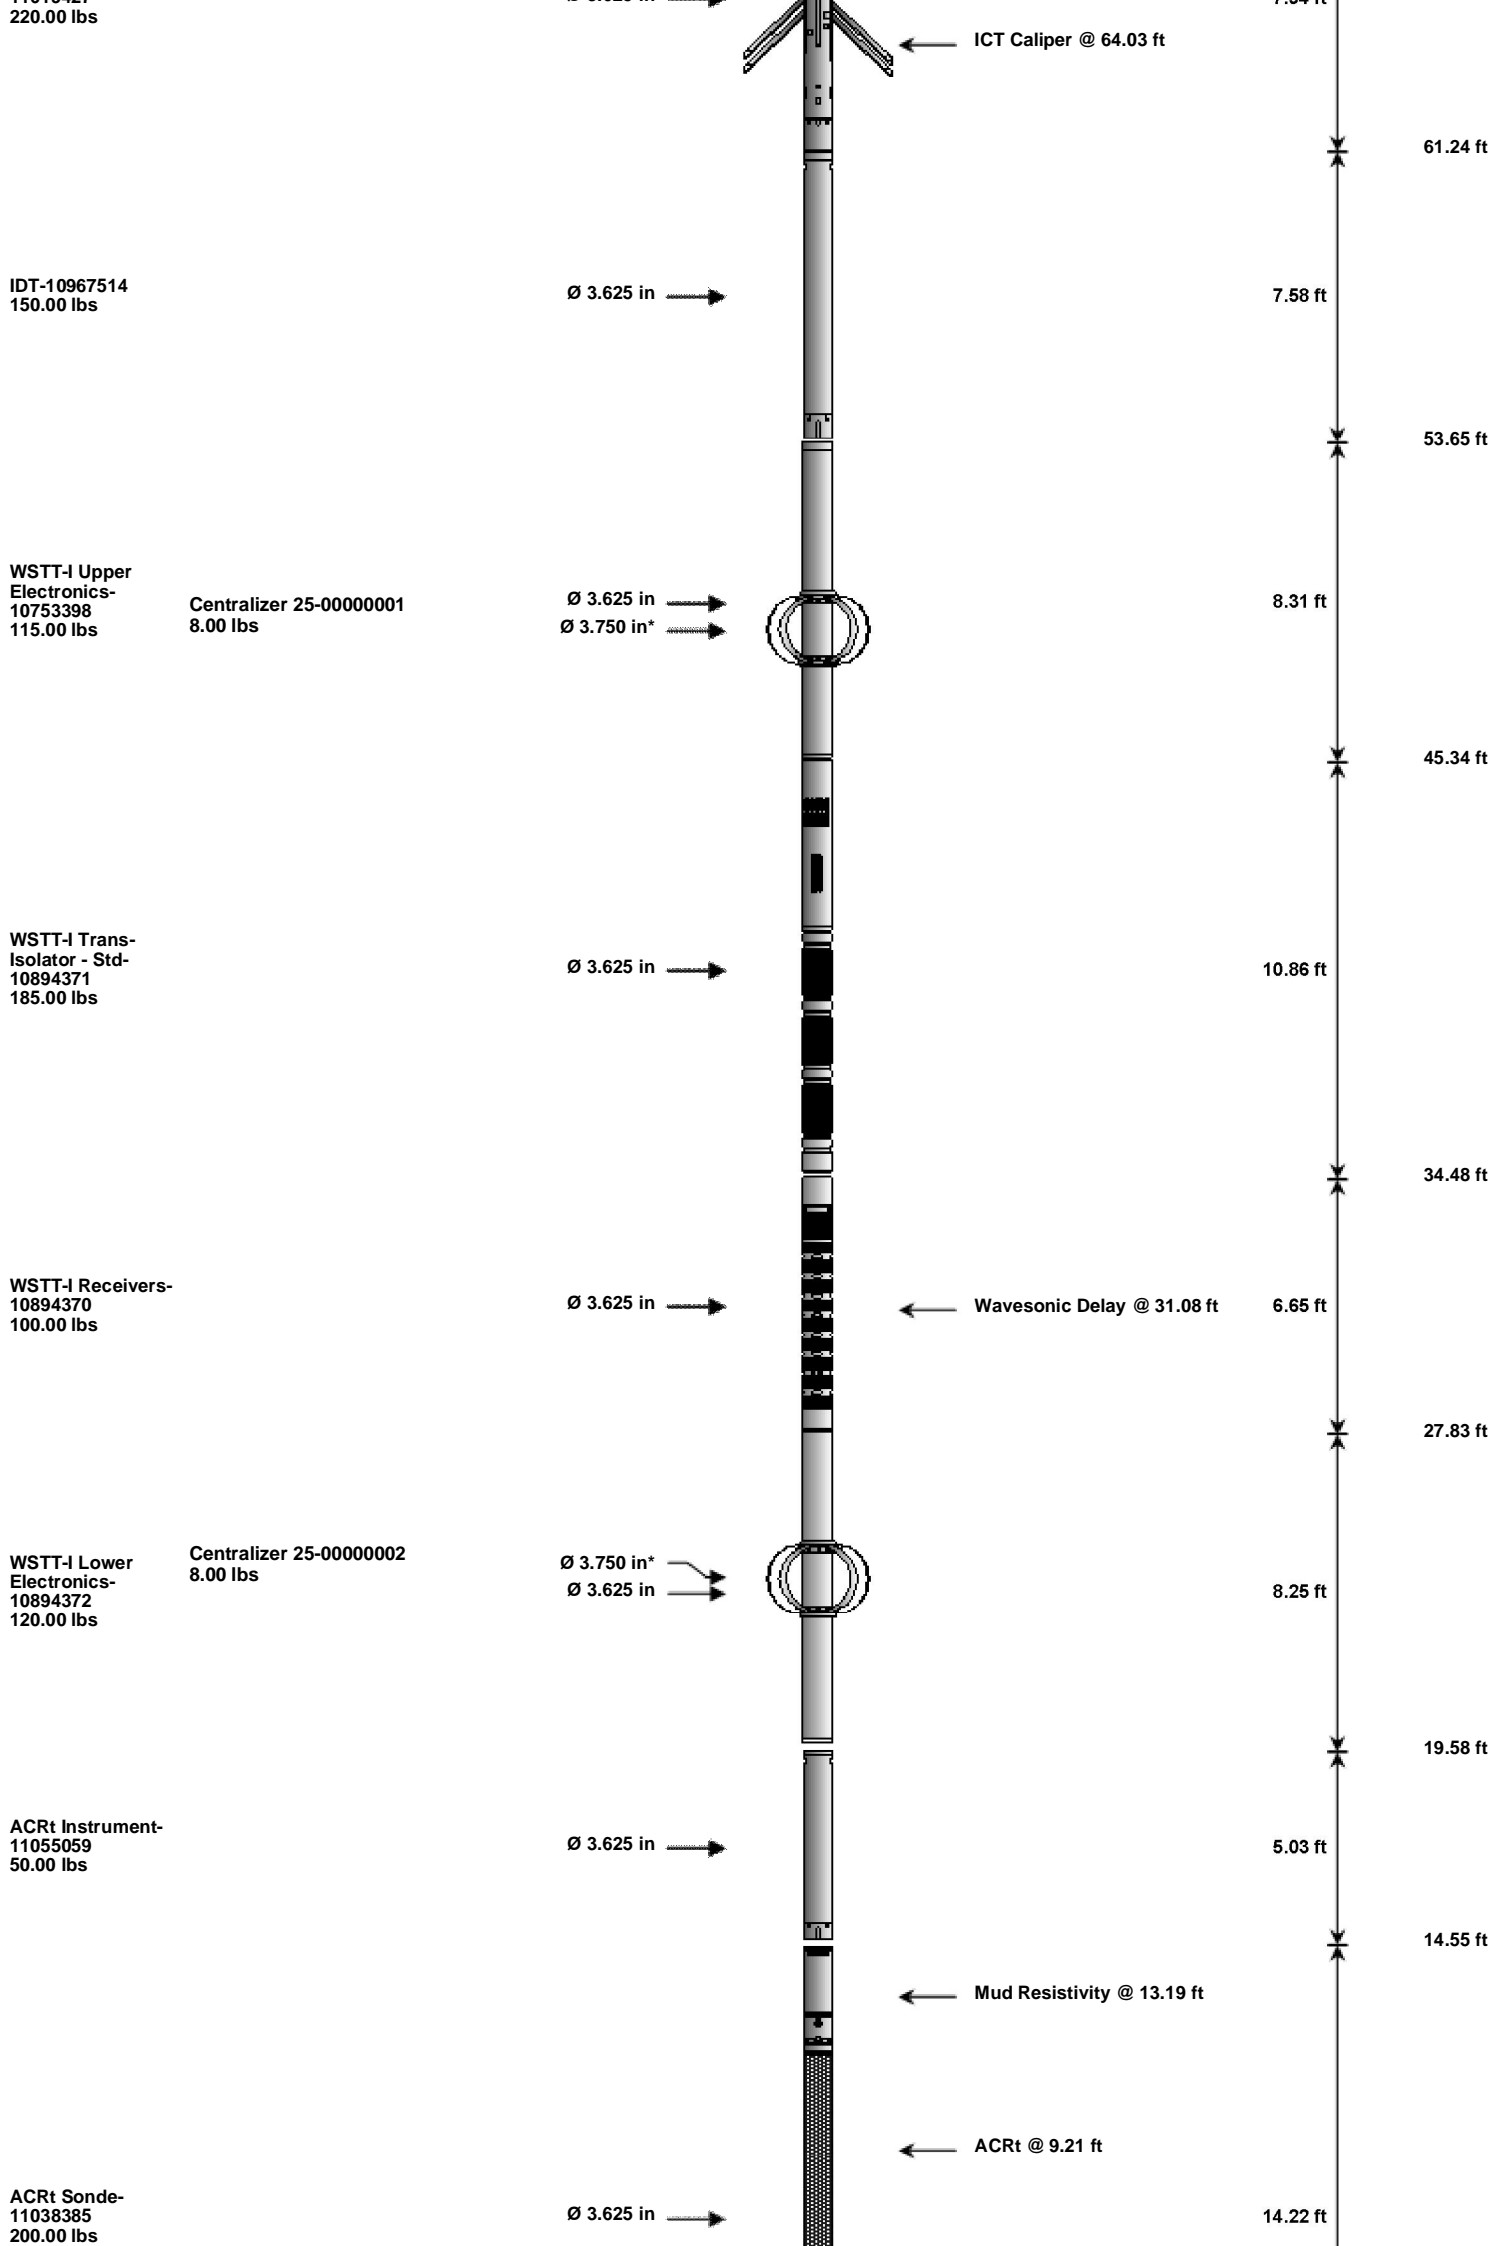 220.00 lbs
ICT Caliper @ 64.03 ft
61.24 ft
IDT-10967514
150.00 lbs
Ø 3.625 in
7.58 ft
53.65 ft
WSTT-I Upper
Electronics-
10753398
115.00 lbs
Centralizer 25-00000001
8.00 lbs
Ø 3.625 in
Ø 3.750 in*
8.31 ft
45.34 ft
WSTT-I Trans-
Isolator - Std-
10894371
185.00 lbs
Ø 3.625 in
10.86 ft
34.48 ft
WSTT-I Receivers-
10894370
100.00 lbs
Ø 3.625 in
Wavesonic Delay @ 31.08 ft
6.65 ft
27.83 ft
WSTT-I Lower
Electronics-
10894372
120.00 lbs
Centralizer 25-00000002
8.00 lbs
Ø 3.750 in*
Ø 3.625 in
8.25 ft
19.58 ft
ACRt Instrument-
11055059
50.00 lbs
Ø 3.625 in
5.03 ft
14.55 ft
Mud Resistivity @ 13.19 ft
ACRt @ 9.21 ft
ACRt Sonde-
11038385
200.00 lbs
Ø 3.625 in
14.22 ft